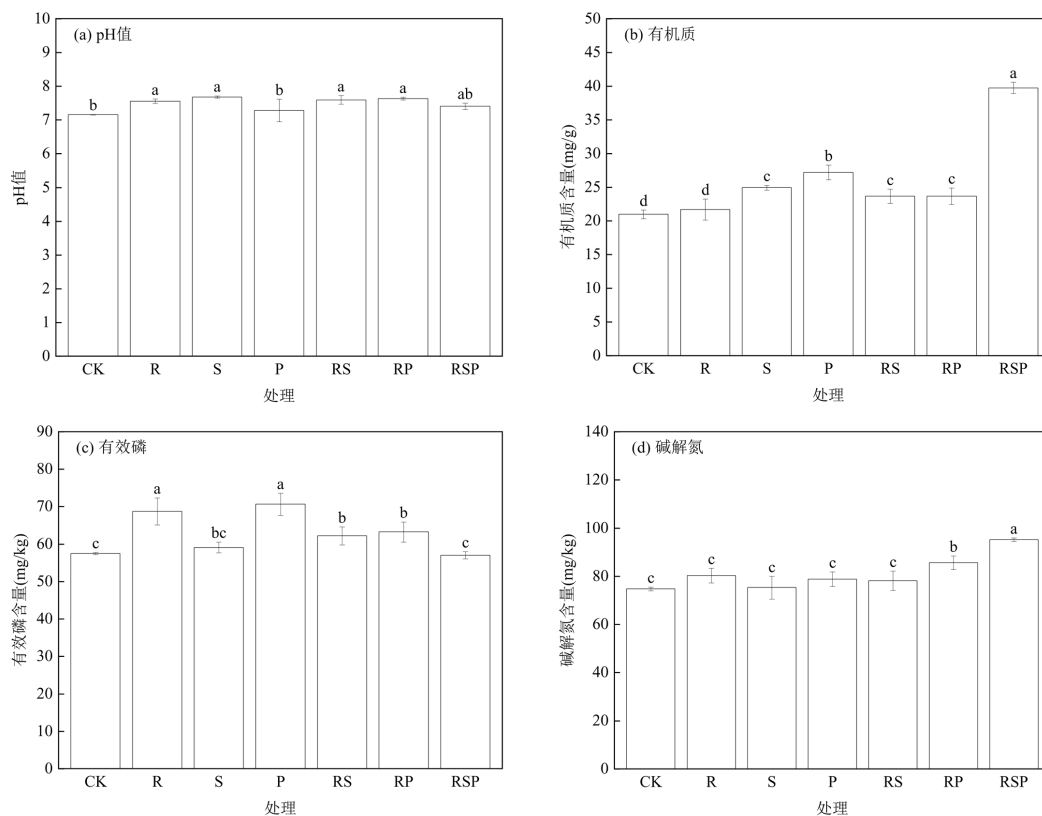 (a) pH值
10
9
8
7
6
5
4
3
2
1
0
pH值
b
a
a
b
a
a
ab
CK
R
S
P
RS
RP
RSP
处理
(b) 有机质
50
45
40
35
30
25
20
15
10
5
0
有机质含量(mg/g)
d
d
c
b
c
c
a
CK
R
S
P
RS
RP
RSP
处理
(c) 有效磷
90
80
70
60
50
40
30
20
10
0
有效磷含量(mg/kg)
c
a
bc
a
b
b
c
CK
R
S
P
RS
RP
RSP
处理
(d) 碱解氮
140
120
100
80
60
40
20
0
碱解氮含量(mg/kg)
c
c
c
c
c
b
a
CK
R
S
P
RS
RP
RSP
处理